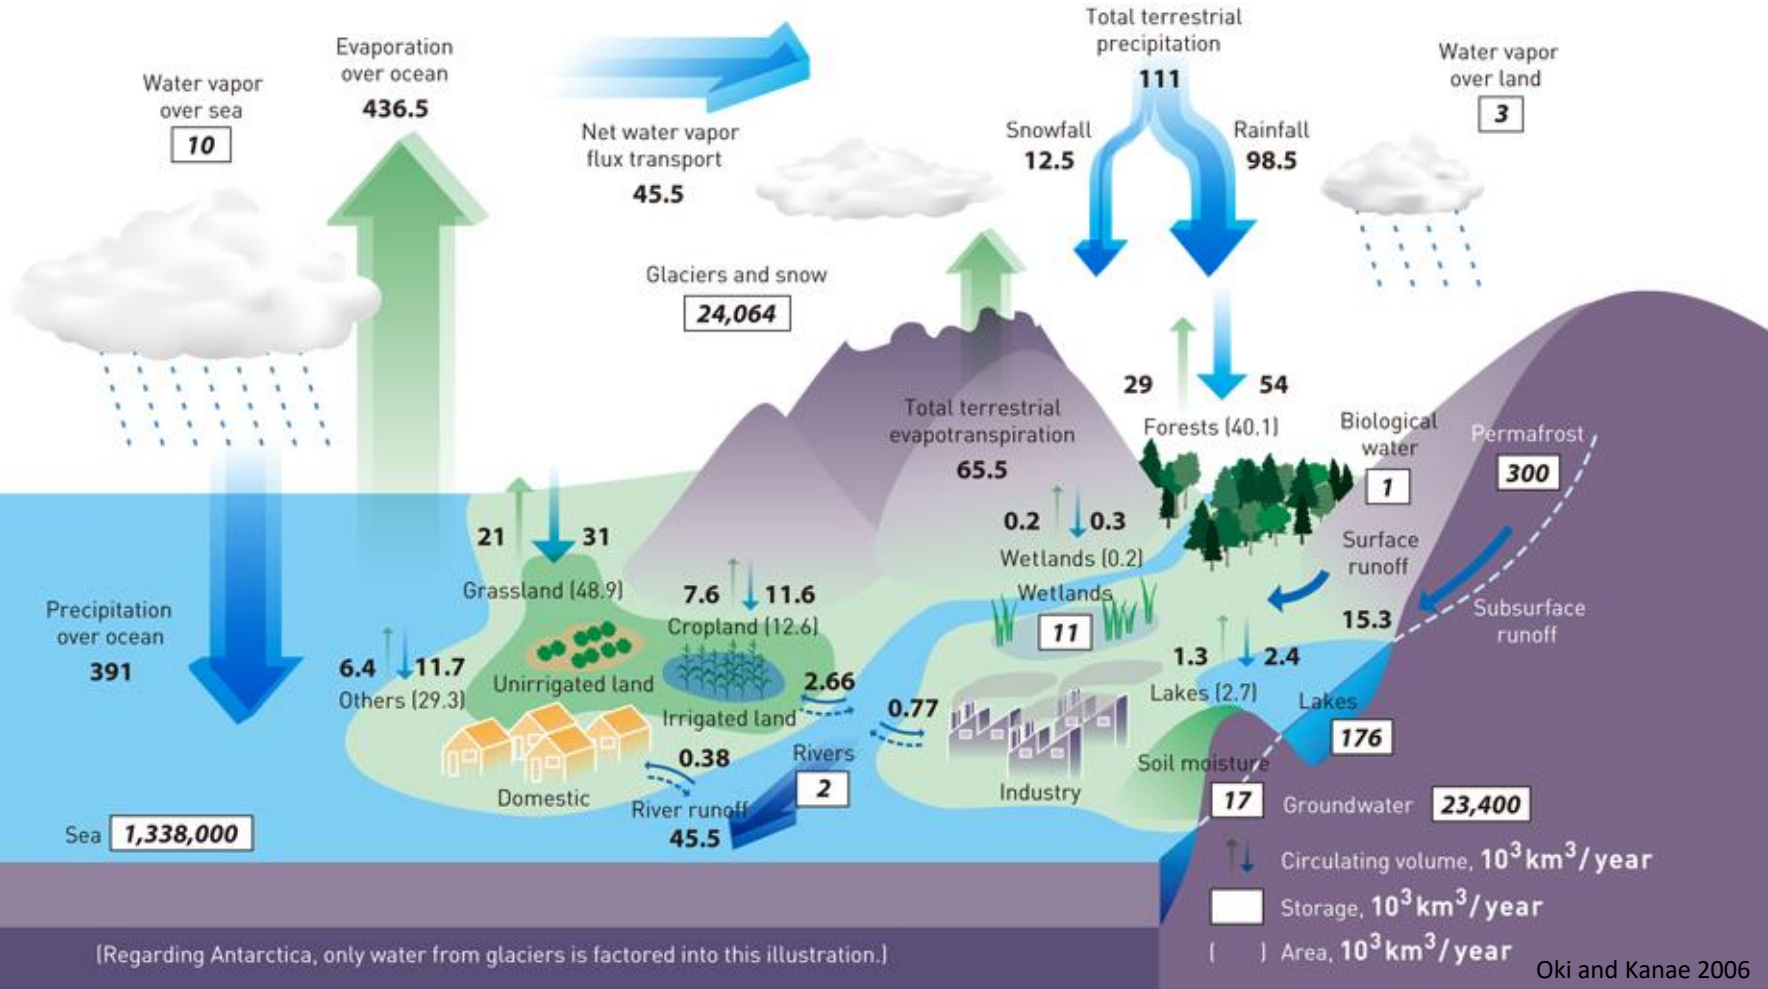 Water vapor
over sea
10
Evaporation
over ocean
436.5
Net water vapor
flux transport
45.5
Total terrestrial
precipitation
111
Snowfall
12.5
Rainfall
98.5
Water vapor
over land
3
Glaciers and snow
24,064
Total terrestrial
evapotranspiration
65.5
29
54
Forests (40.1)
Biological
water
1
Permafrost
300
21
31
Grassland (48.9)
0.2
0.3
Wetlands (0.2)
Wetlands
11
Surface
runoff
15.3
Subsurface
runoff
Precipitation
over ocean
391
7.6
11.6
Cropland (12.6)
6.4
11.7
Others (29.3)
Unirrigated land
Irrigated land
2.66
0.77
1.3
2.4
Lakes (2.7)
Lakes
176
0.38
Domestic
Rivers
2
Industry
River runoff
45.5
Soil moisture
17
Groundwater 23,400
Sea 1,338,000
Circulating volume, 10³km³/year
Storage, 10³km³/year
( ) Area, 10³km³/year
(Regarding Antarctica, only water from glaciers is factored into this illustration.)
Oki and Kanae 2006